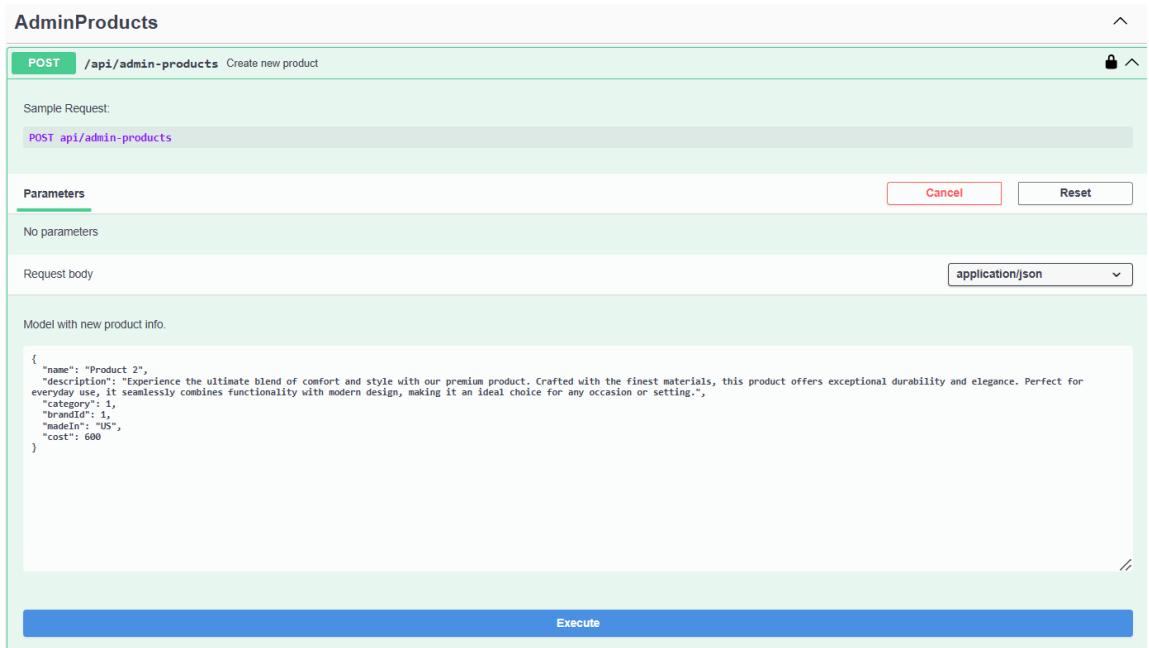 AdminProducts
POST /api/admin-products Create new product
Sample Request:
POST api/admin-products
Parameters Cancel Reset
No parameters
Request body application/json
Model with new product info.
{
  "name": "Product 2",
  "description": "Experience the ultimate blend of comfort and style with our premium product. Crafted with the finest materials, this product offers exceptional durability and elegance. Perfect for
everyday use, it seamlessly combines functionality with modern design, making it an ideal choice for any occasion or setting.",
  "category": 1,
  "brandId": 1,
  "madeIn": "US",
  "cost": 600
}
Execute